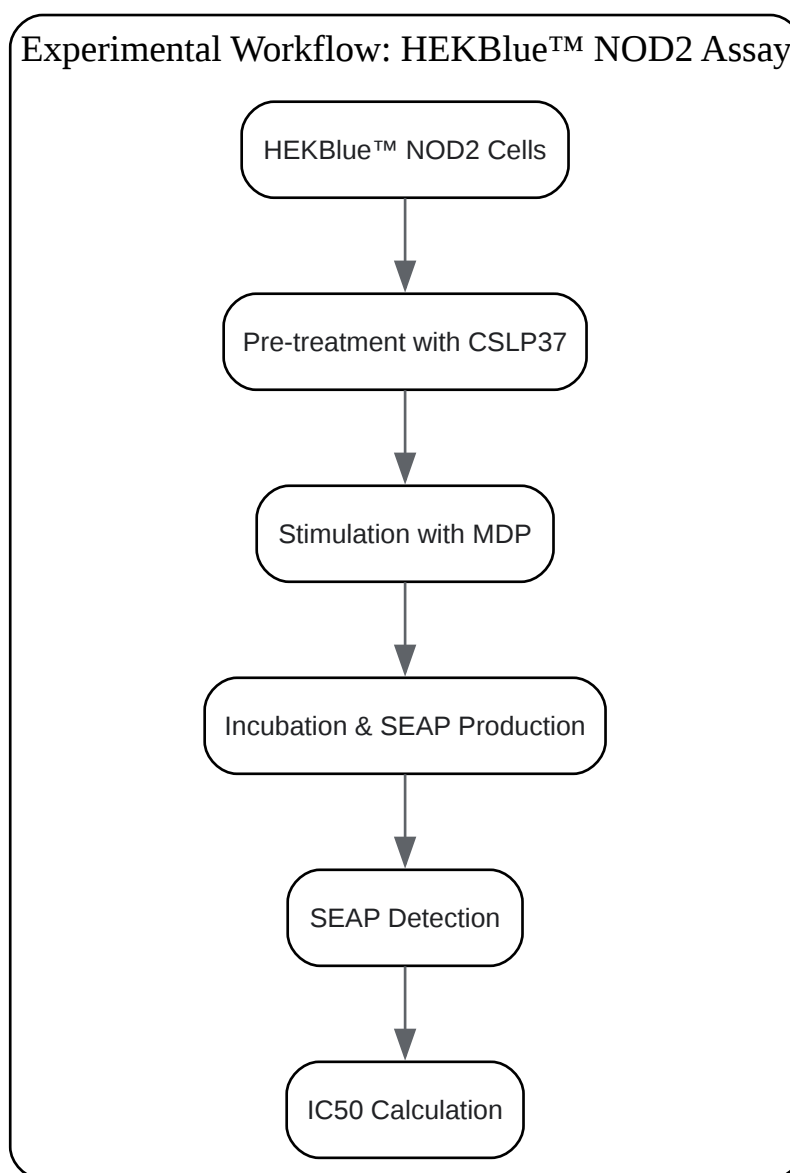 Experimental Workflow: HEKBlue™ NOD2 Assay
HEKBlue™ NOD2 Cells
Pre-treatment with CSLP37
Stimulation with MDP
Incubation & SEAP Production
SEAP Detection
IC50 Calculation